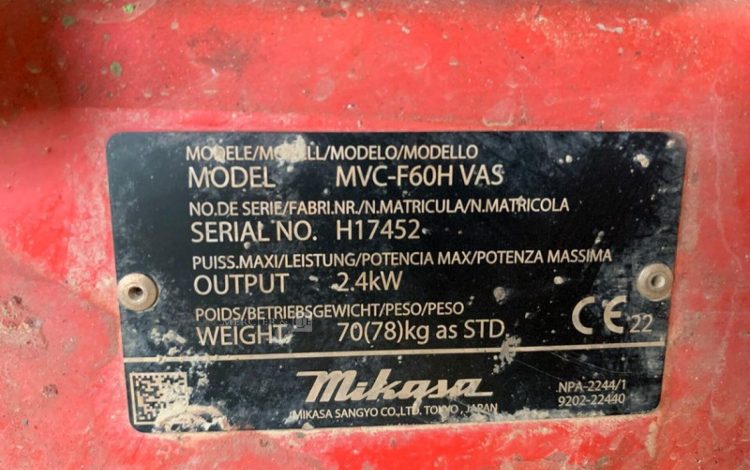 MODELE/MODELL/MODELO/MODELLO
MODEL MVC-F60H VAS
NO.DE SERIE/FABRI.NR./N.MATRICULA/N.MATRICOLA
SERIAL NO. H17452
PUISS.MAXI/LEISTUNG/POTENCIA MAX/POTENZA MASSIMA
OUTPUT 2.4kW
POIDS/BETRIEBSGEWICHT/PESO/PESO
WEIGHT 70(78)kg as STD.
CE 22
mikasa
MIKASA SANGYO CO.,LTD. TOKYO, JAPAN
NPA-2244/1
9202-22440